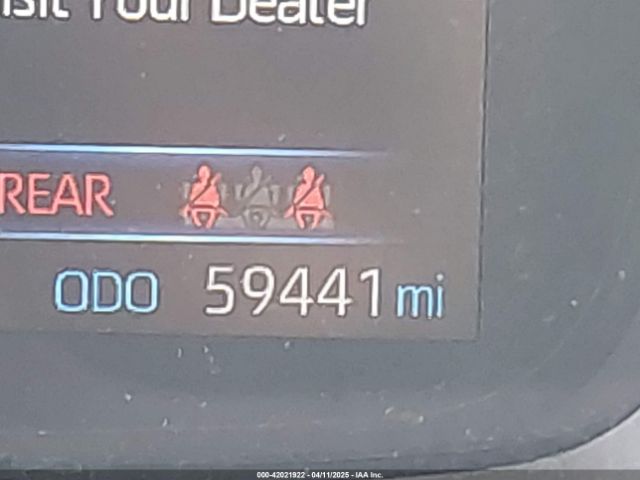 Visit Your Dealer
REAR
ODO 59441 mi
000-42021922 - 04/11/2025 - IAA Inc.